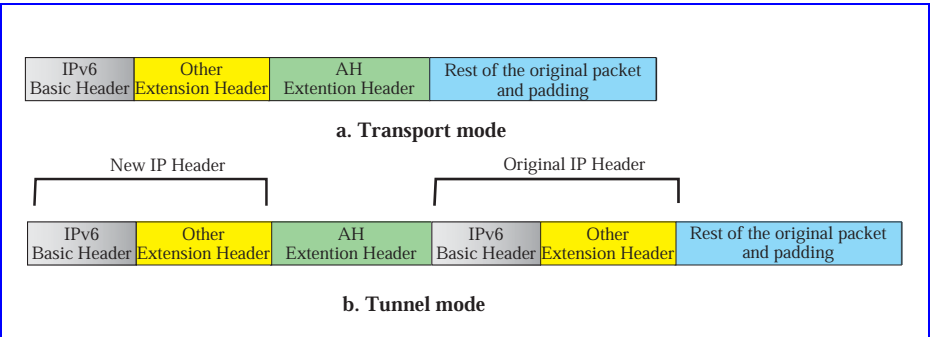 IPv6 Other AH Rest of the original packet
Basic Header Extension Header Extention Header and padding
a. Transport mode
New IP Header Original IP Header
IPv6 Other AH IPv6 Other Rest of the original packet
Basic Header Extension Header Extention Header Basic Header Extension Header and padding
b. Tunnel mode